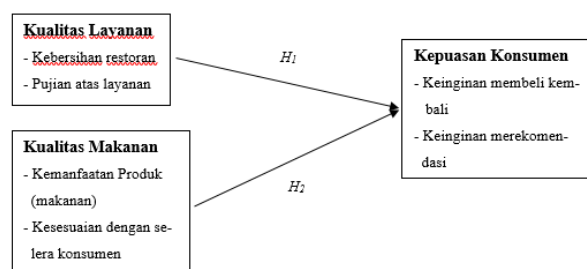 Kualitas Layanan
- Kebersihan restoran
- Pujian atas layanan
H1
Kepuasan Konsumen
- Keinginan membeli kem-
bali
- Keinginan merekomen-
dasi
Kualitas Makanan
- Kemanfaatan Produk
(makanan)
- Kesesuaian dengan se-
lera konsumen
H2